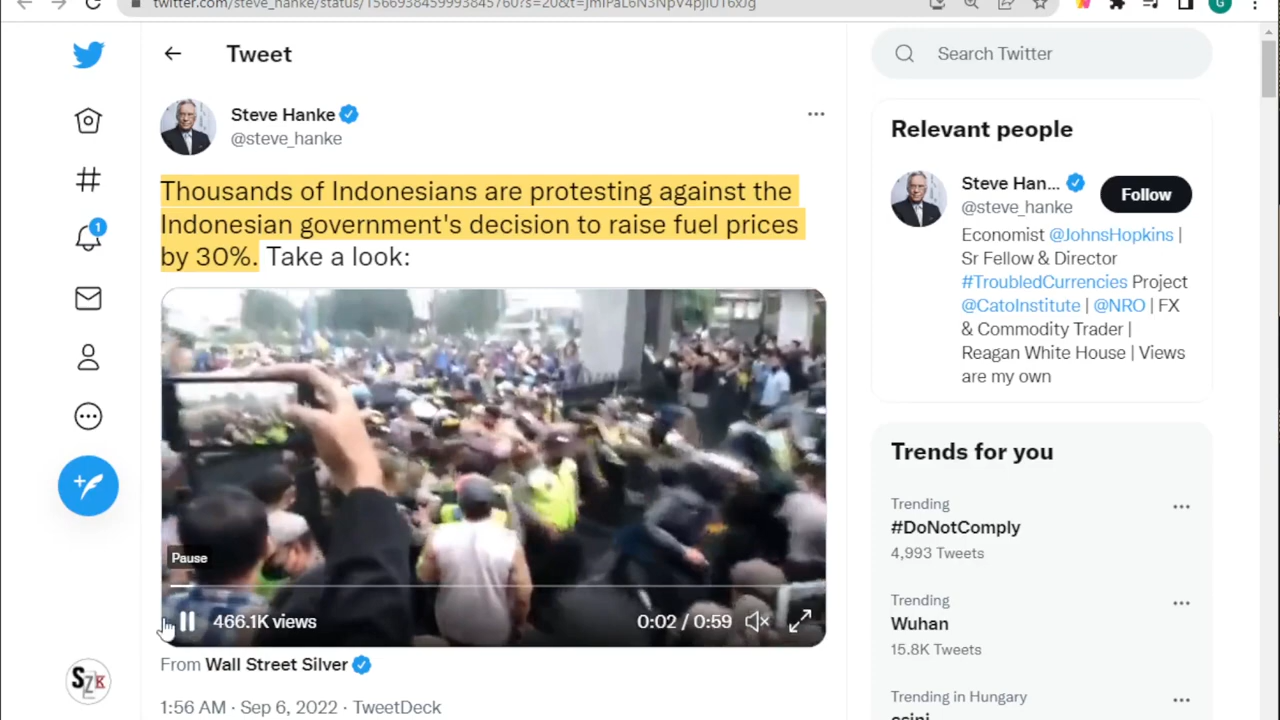 twitter.com/steve_hanke/status/1566938459993845760?s=20&t=
Tweet
Search Twitter
Steve Hanke
@steve_hanke
Thousands of Indonesians are protesting against the
Indonesian government's decision to raise fuel prices
by 30%. Take a look:
Pause
466.1K views
0:02 / 0:59
From Wall Street Silver
1:56 AM · Sep 6, 2022 · TweetDeck
1
SZK
Relevant people
Steve Han...
@steve_hanke
Follow
Economist @JohnsHopkins |
Sr Fellow & Director
#TroubledCurrencies Project
@CatoInstitute | @NRO | FX
& Commodity Trader |
Reagan White House | Views
are my own
Trends for you
Trending
#DoNotComply
4,993 Tweets
Trending
Wuhan
15.8K Tweets
Trending in Hungary